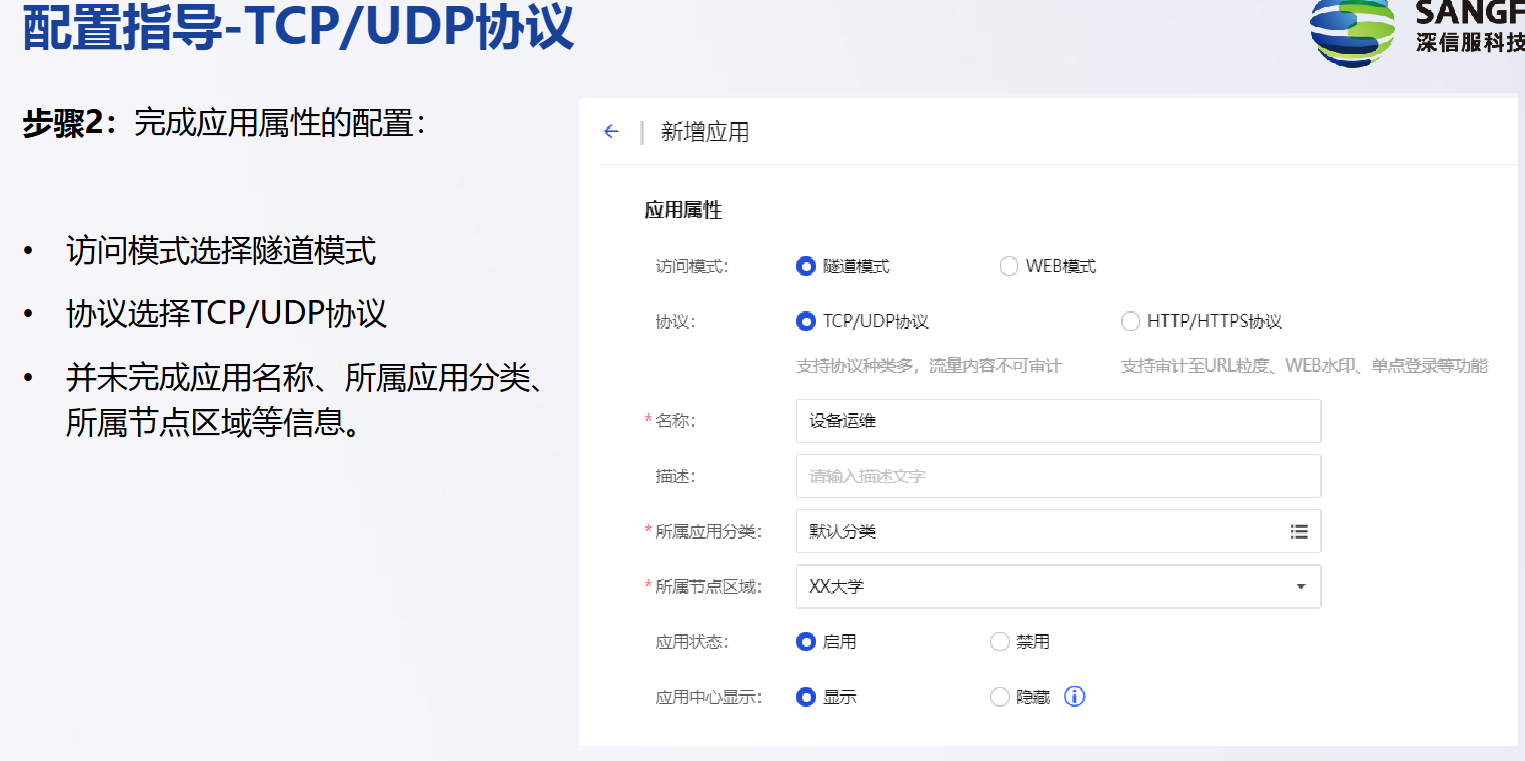 配置指导-TCP/UDP协议
SANGF
深信服科技
步骤2：完成应用属性的配置：
• 访问模式选择隧道模式
• 协议选择TCP/UDP协议
• 并未完成应用名称、所属应用分类、
所属节点区域等信息。
← | 新增应用
应用属性
访问模式: 隧道模式 WEB模式
协议: TCP/UDP协议 HTTP/HTTPS协议
支持协议种类多，流量内容不可审计 支持审计至URL粒度、WEB水印、单点登录等功能
* 名称: 设备运维
描述: 请输入描述文字
* 所属应用分类: 默认分类
* 所属节点区域: XX大学
应用状态: 启用 禁用
应用中心显示: 显示 隐藏